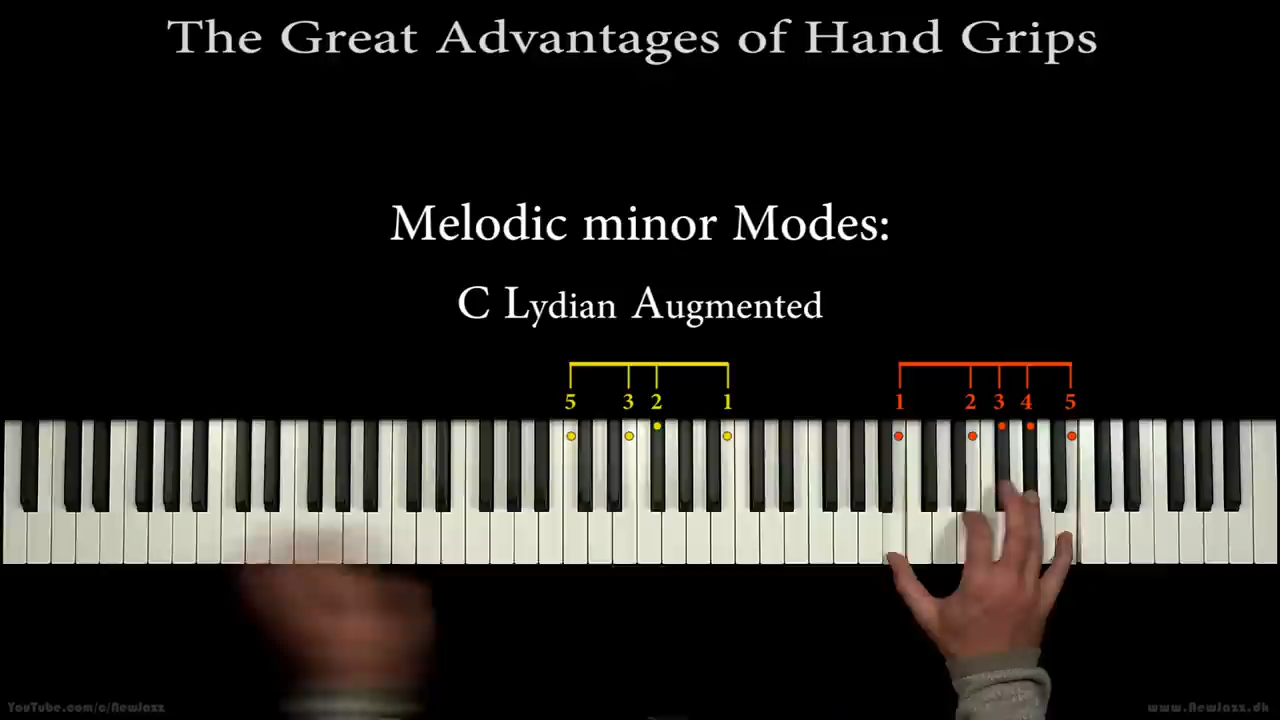 The Great Advantages of Hand Grips
Melodic minor Modes:
C Lydian Augmented
5 3 2 1 1 2 3 4 5
YouTube.com/c/NewJazz www.NewJazz.dk